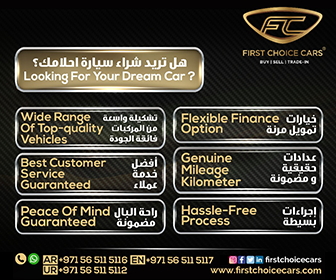 FC
FIRST CHOICE CARS
BUY | SELL | TRADE-IN
هل تريد شراء سيارة احلامك؟
Looking For Your Dream Car ?
Wide Range
Of Top-quality
Vehicles
تشكيلة واسعة
من المركبات
فائقة الجودة
Flexible Finance
Option
خيارات
تمويل مرنة
Best Customer
Service
Guaranteed
أفضل
خدمة
عملاء
Genuine
Mileage
Kilometer
عدادات
حقيقية
و مضمونة
Peace Of Mind
Guaranteed
راحة البال
مضمونة
Hassle-Free
Process
إجراءات
بسيطة
AR +971 56 511 5116 EN +971 56 511 5117
UR +971 56 511 5112
firstchoicecars
www.firstchoicecars.com